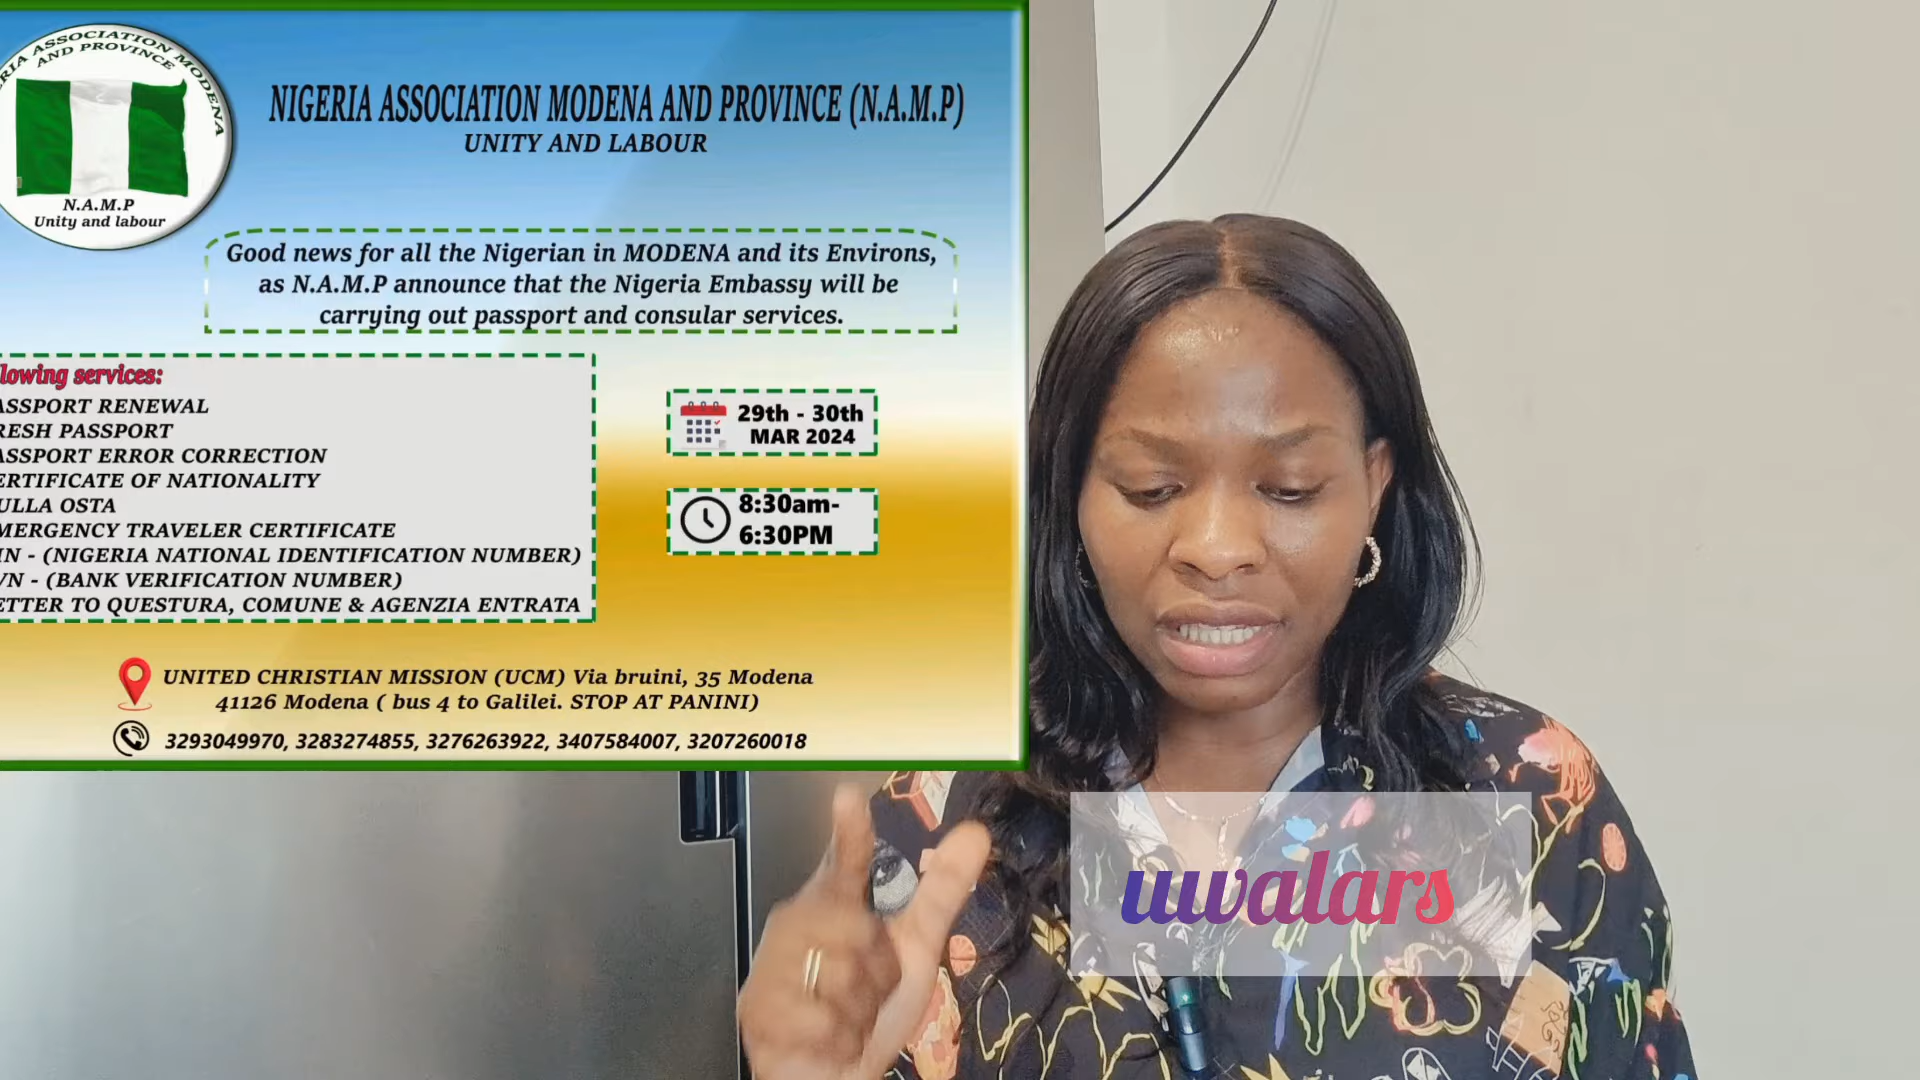 ASSOCIATION MODENA
AND PROVINCE
N.A.M.P
Unity and labour
NIGERIA ASSOCIATION MODENA AND PROVINCE (N.A.M.P)
UNITY AND LABOUR
Good news for all the Nigerian in MODENA and its Environs,
as N.A.M.P announce that the Nigeria Embassy will be
carrying out passport and consular services.
lowing services:
ASSPORT RENEWAL
RESH PASSPORT
ASSPORT ERROR CORRECTION
ERTIFICATE OF NATIONALITY
ULLA OSTA
MERGENCY TRAVELER CERTIFICATE
IN - (NIGERIA NATIONAL IDENTIFICATION NUMBER)
VN - (BANK VERIFICATION NUMBER)
ETTER TO QUESTURA, COMUNE & AGENZIA ENTRATA
29th - 30th
MAR 2024
8:30am-
6:30PM
UNITED CHRISTIAN MISSION (UCM) Via bruini, 35 Modena
41126 Modena ( bus 4 to Galilei. STOP AT PANINI)
3293049970, 3283274855, 3276263922, 3407584007, 3207260018
uwalars